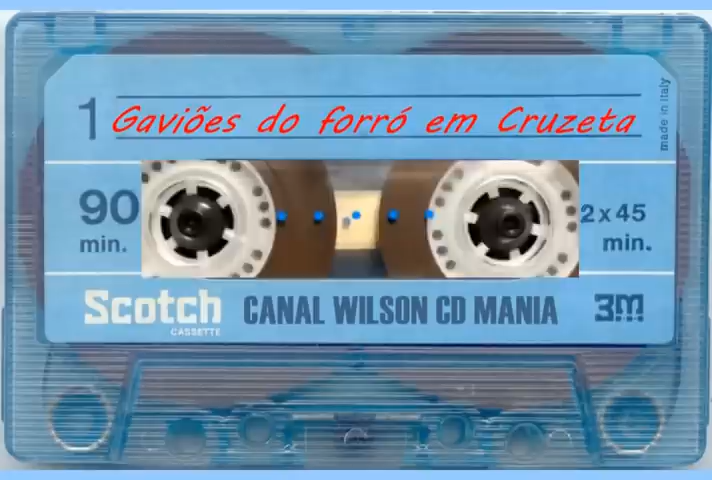 1 Gaviões do forró em Cruzeta
made in Italy
90 min.
2 x 45 min.
Scotch CASSETTE
CANAL WILSON CD MANIA
3M